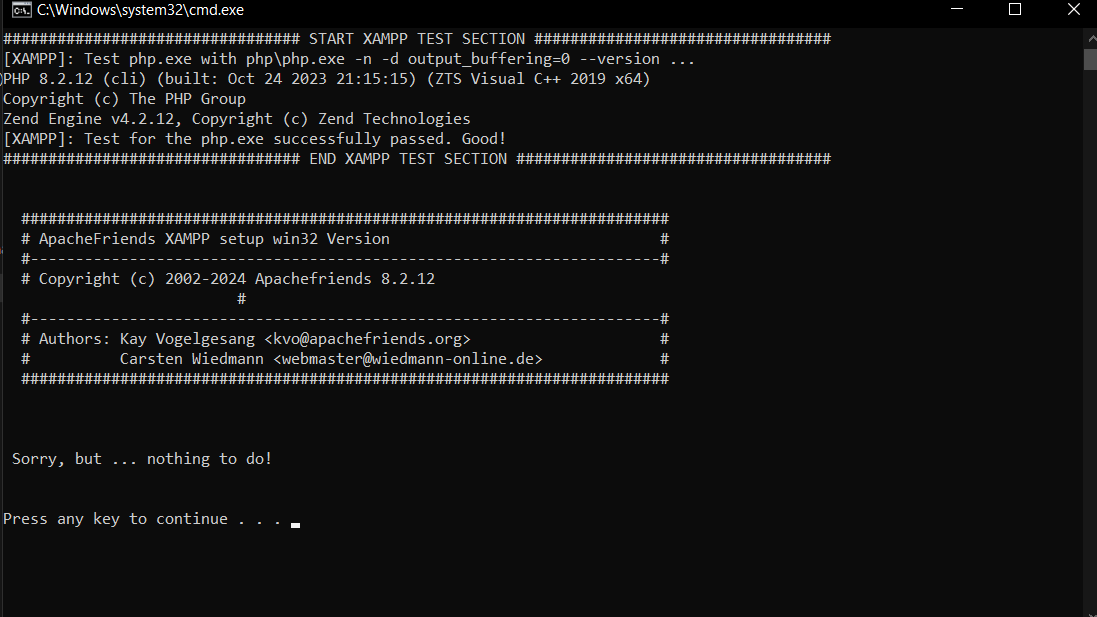 C:\Windows\system32\cmd.exe
################################# START XAMPP TEST SECTION #################################
[XAMPP]: Test php.exe with php\php.exe -n -d output_buffering=0 --version ...
PHP 8.2.12 (cli) (built: Oct 24 2023 21:15:15) (ZTS Visual C++ 2019 x64)
Copyright (c) The PHP Group
Zend Engine v4.2.12, Copyright (c) Zend Technologies
[XAMPP]: Test for the php.exe successfully passed. Good!
################################# END XAMPP TEST SECTION ###################################
########################################################################
# ApacheFriends XAMPP setup win32 Version                              #
#----------------------------------------------------------------------#
# Copyright (c) 2002-2024 Apachefriends 8.2.12
#
#----------------------------------------------------------------------#
# Authors: Kay Vogelgesang <kvo@apachefriends.org>                     #
#          Carsten Wiedmann <webmaster@wiedmann-online.de>             #
########################################################################
Sorry, but ... nothing to do!
Press any key to continue . . .